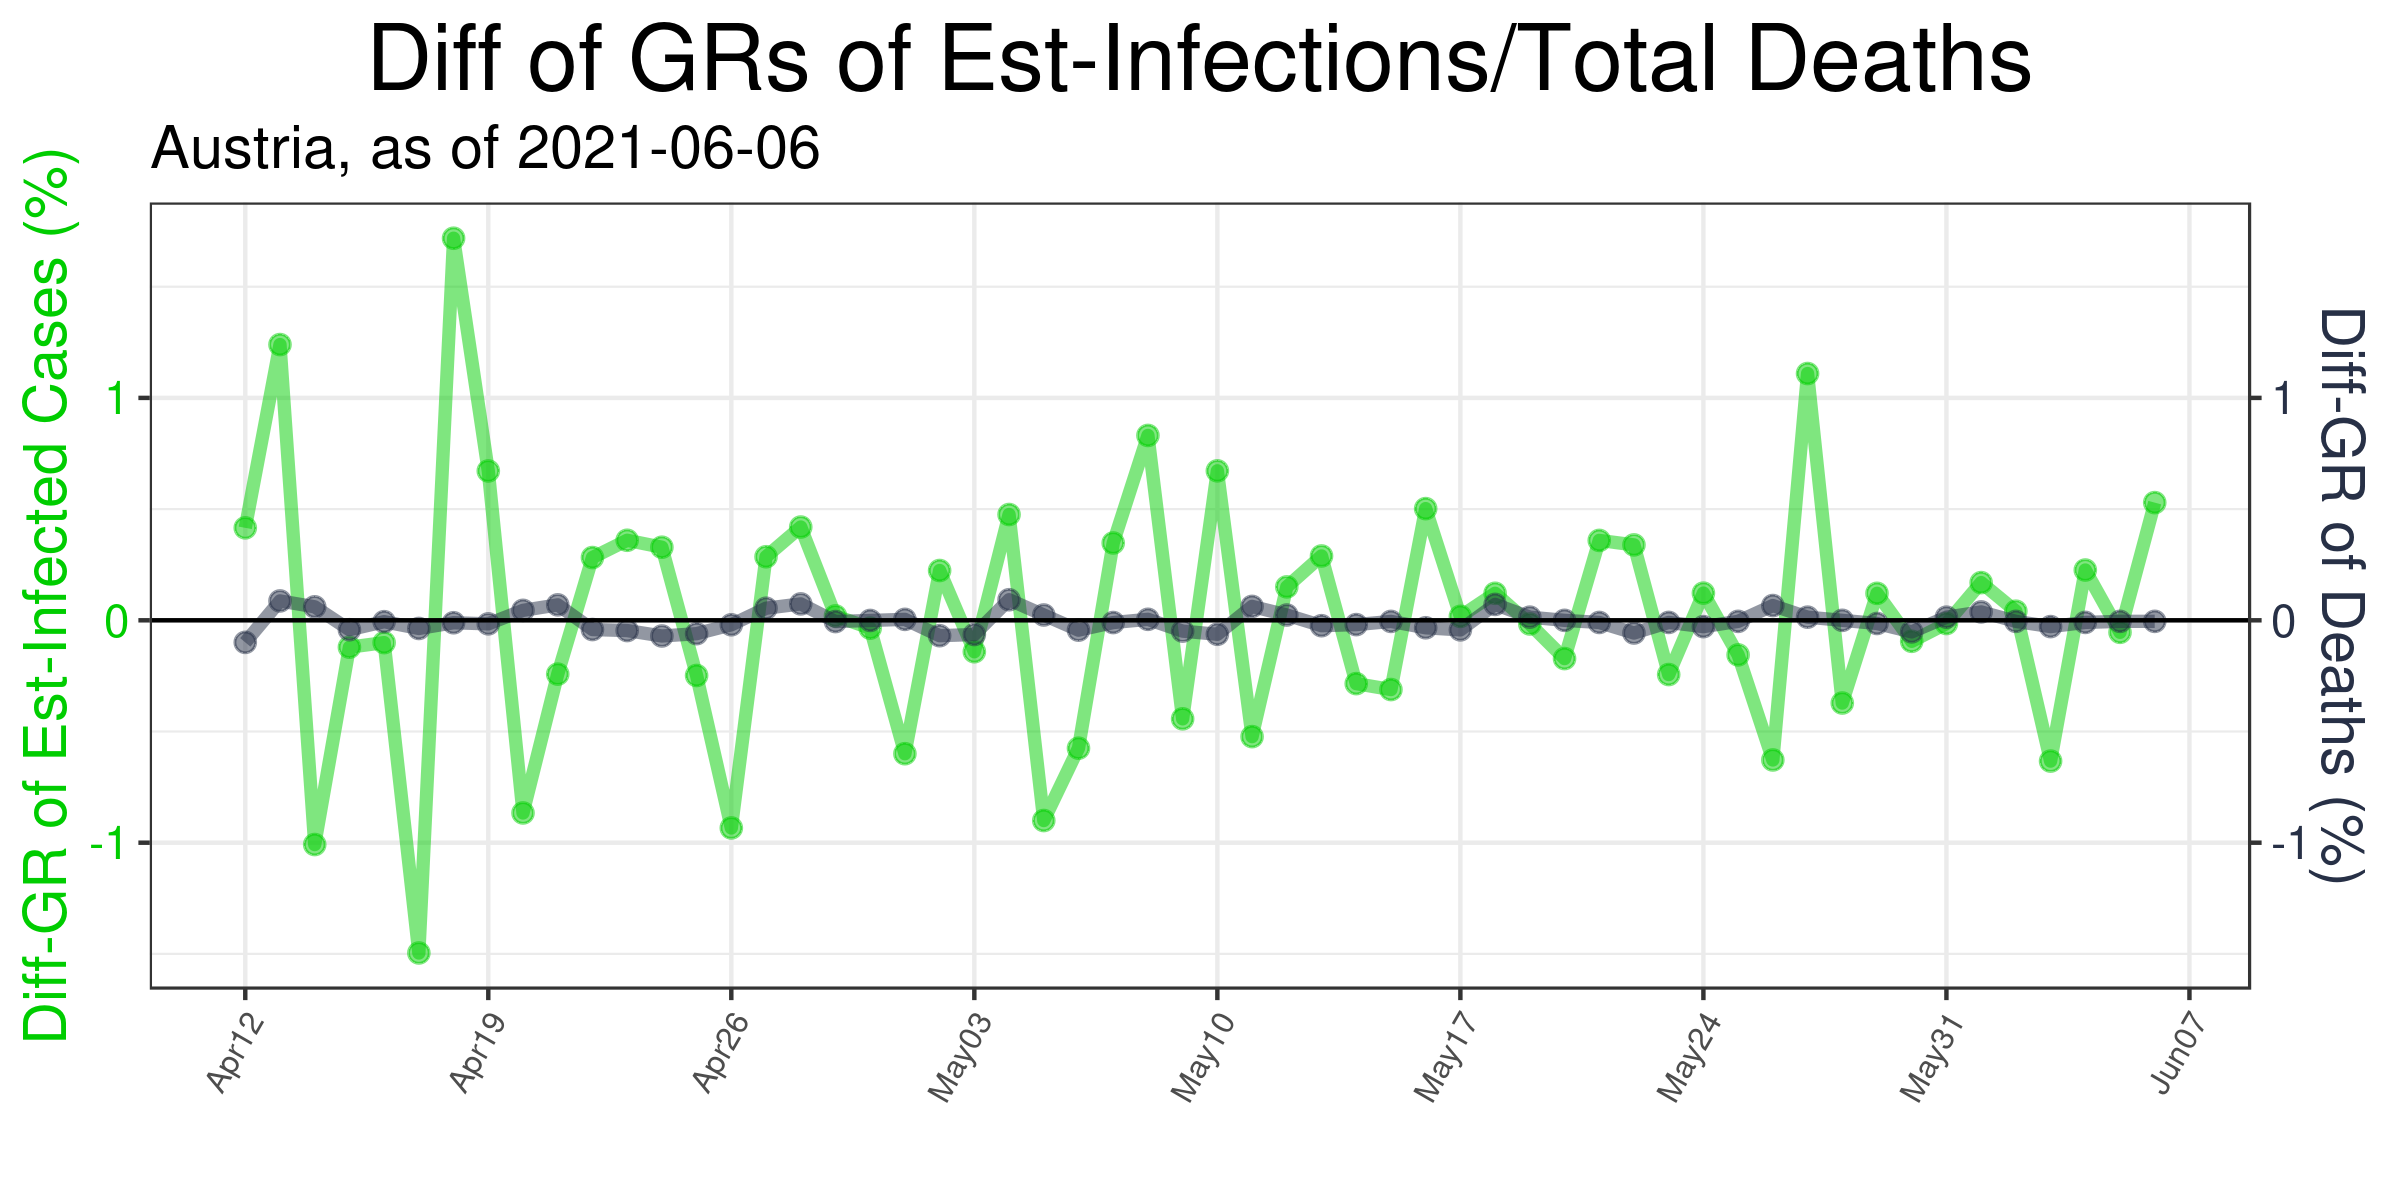 Diff of GRs of Est-Infections/Total Deaths
Austria, as of 2021-06-06
Diff-GR of Est-Infected Cases (%)
1
0
-1
1
0
-1
Diff-GR of Deaths (%)
Apr12
Apr19
Apr26
May03
May10
May17
May24
May31
Jun07